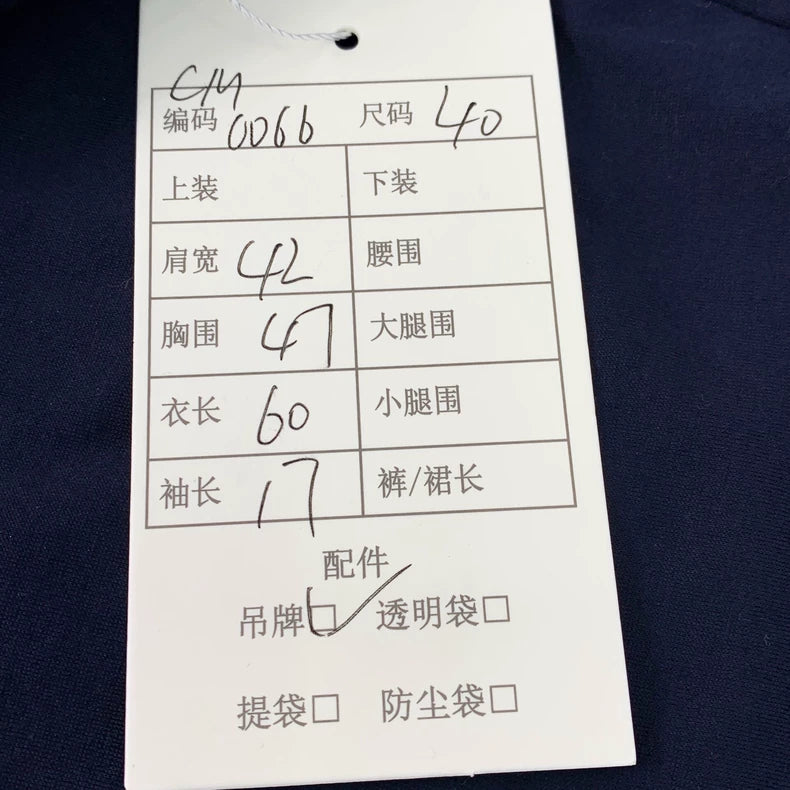 编码 0066 尺码 40
上装 下装
肩宽 42 腰围
胸围 47 大腿围
衣长 60 小腿围
袖长 17 裤/裙长
配件
吊牌 透明袋
提袋 防尘袋